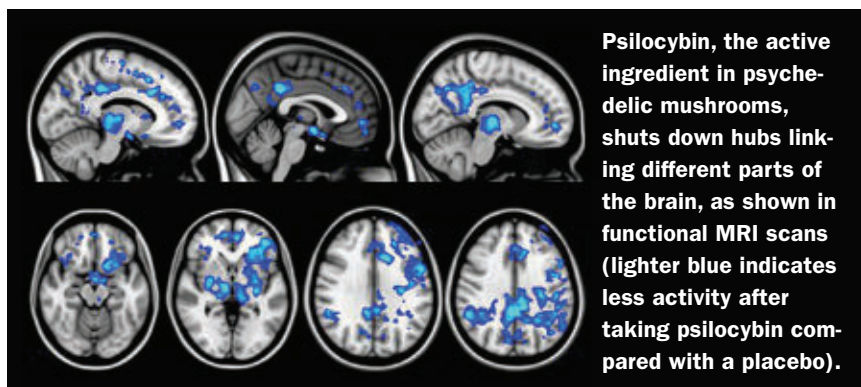 Psilocybin, the active
ingredient in psyche-
delic mushrooms,
shuts down hubs link-
ing different parts of
the brain, as shown in
functional MRI scans
(lighter blue indicates
less activity after
taking psilocybin com-
pared with a placebo).